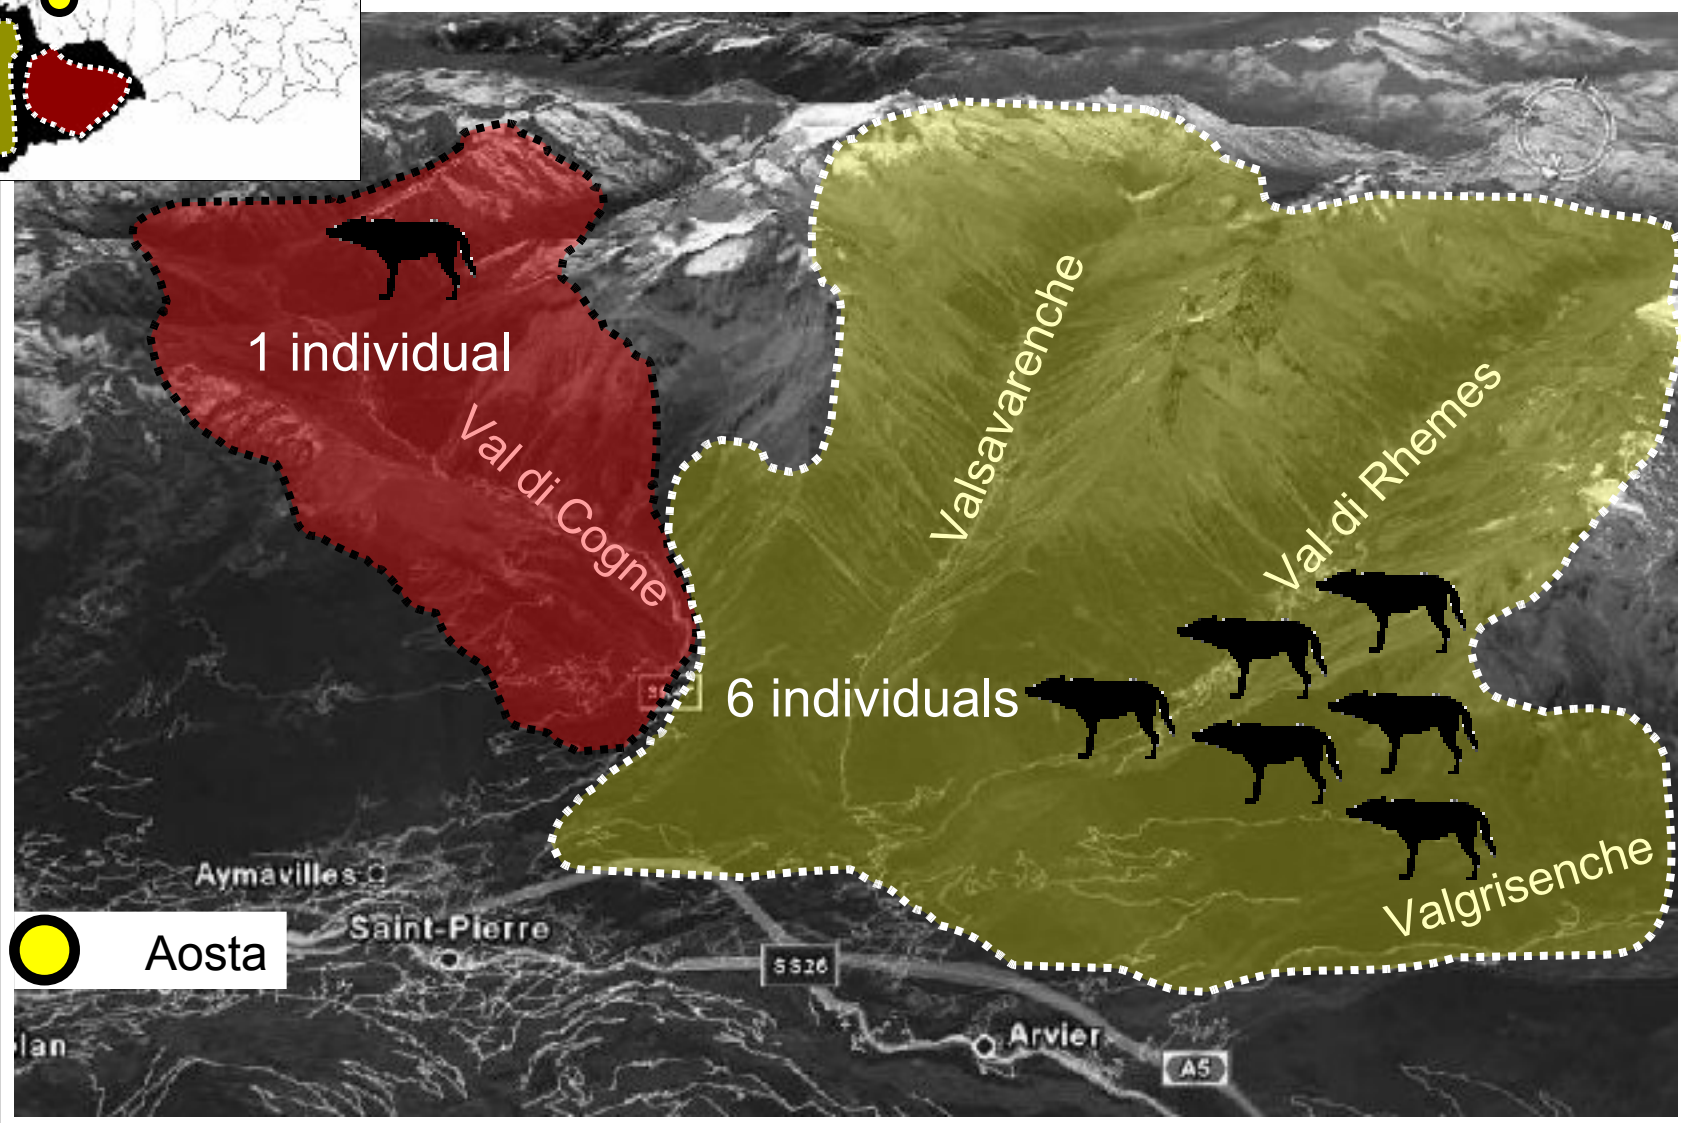 1 individual
Val di Cogne
Valsavarenche
Val di Rhemes
6 individuals
Valgrisenche
Aymavilles
Saint-Pierre
Aosta
SS26
Arvier
A5